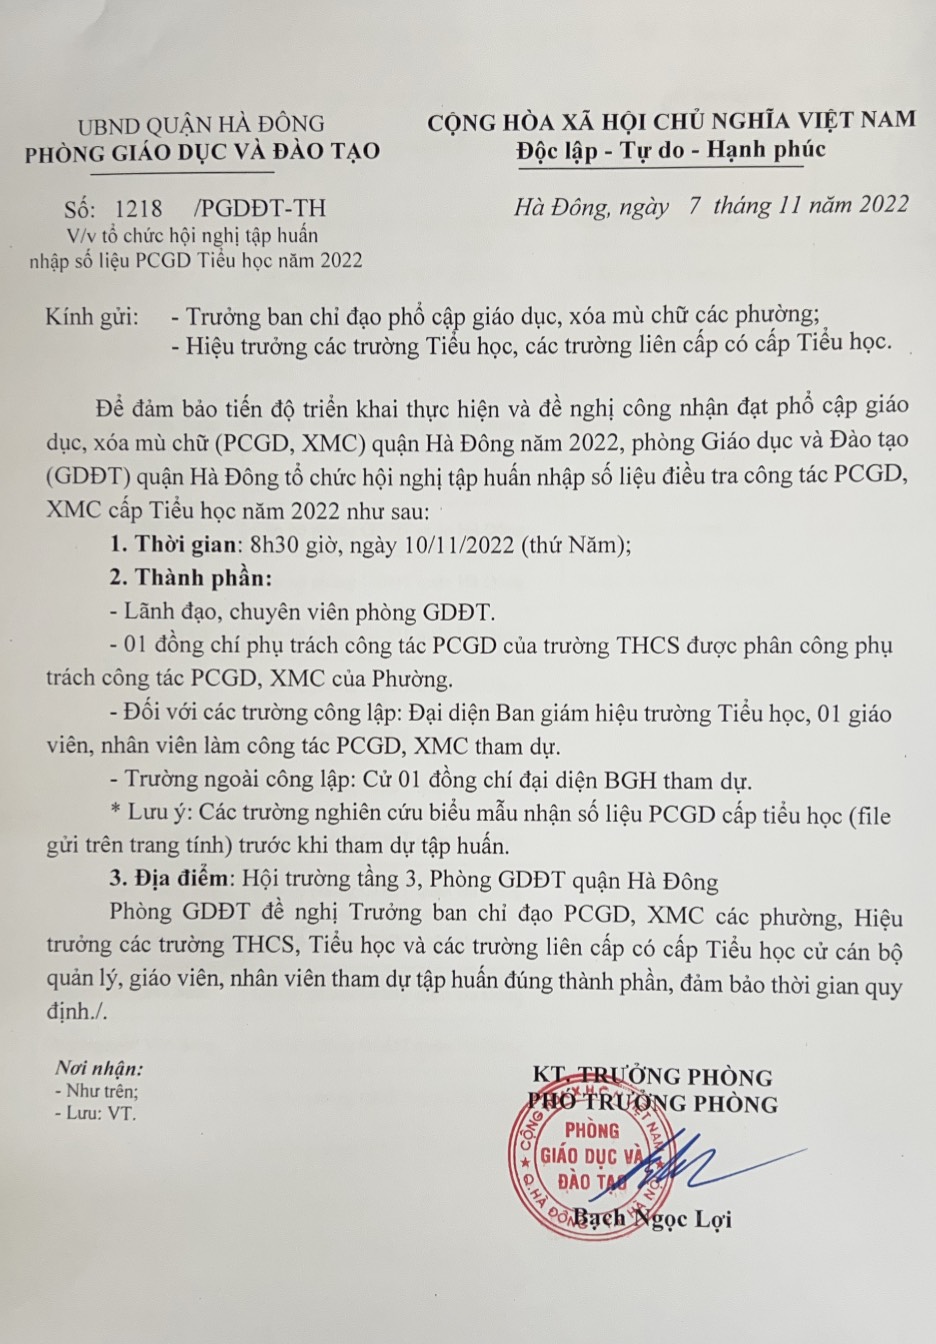 UBND QUẬN HÀ ĐÔNG
PHÒNG GIÁO DỤC VÀ ĐÀO TẠO
CỘNG HÒA XÃ HỘI CHỦ NGHĨA VIỆT NAM
Độc lập - Tự do - Hạnh phúc
Số: 1218 /PGDĐT-TH
V/v tổ chức hội nghị tập huấn
nhập số liệu PCGD Tiểu học năm 2022
Hà Đông, ngày 7 tháng 11 năm 2022
Kính gửi: - Trưởng ban chỉ đạo phổ cập giáo dục, xóa mù chữ các phường;
- Hiệu trưởng các trường Tiểu học, các trường liên cấp có cấp Tiểu học.
Để đảm bảo tiến độ triển khai thực hiện và đề nghị công nhận đạt phổ cập giáo
dục, xóa mù chữ (PCGD, XMC) quận Hà Đông năm 2022, phòng Giáo dục và Đào tạo
(GDĐT) quận Hà Đông tổ chức hội nghị tập huấn nhập số liệu điều tra công tác PCGD,
XMC cấp Tiểu học năm 2022 như sau:
1. Thời gian: 8h30 giờ, ngày 10/11/2022 (thứ Năm);
2. Thành phần:
- Lãnh đạo, chuyên viên phòng GDĐT.
- 01 đồng chí phụ trách công tác PCGD của trường THCS được phân công phụ
trách công tác PCGD, XMC của Phường.
- Đối với các trường công lập: Đại diện Ban giám hiệu trường Tiểu học, 01 giáo
viên, nhân viên làm công tác PCGD, XMC tham dự.
- Trường ngoài công lập: Cử 01 đồng chí đại diện BGH tham dự.
* Lưu ý: Các trường nghiên cứu biểu mẫu nhận số liệu PCGD cấp tiểu học (file
gửi trên trang tính) trước khi tham dự tập huấn.
3. Địa điểm: Hội trường tầng 3, Phòng GDĐT quận Hà Đông
Phòng GDĐT đề nghị Trưởng ban chỉ đạo PCGD, XMC các phường, Hiệu
trưởng các trường THCS, Tiểu học và các trường liên cấp có cấp Tiểu học cử cán bộ
quản lý, giáo viên, nhân viên tham dự tập huấn đúng thành phần, đảm bảo thời gian quy
định./.
Nơi nhận:
- Như trên;
- Lưu: VT.
KT. TRƯỞNG PHÒNG
PHÓ TRƯỞNG PHÒNG
PHÒNG
GIÁO DỤC VÀ
ĐÀO TẠO
Bạch Ngọc Lợi